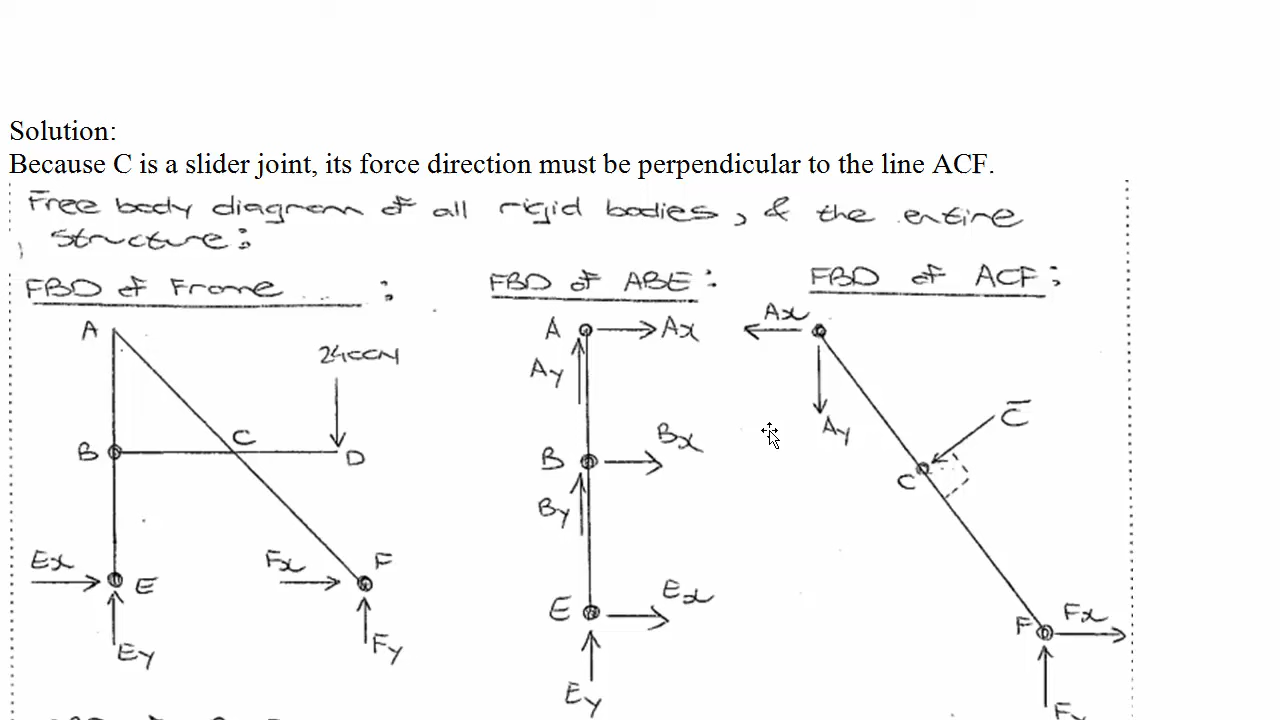 Solution:
Because C is a slider joint, its force direction must be perpendicular to the line ACF.
Free body diagram of all rigid bodies, & the entire
structure:
FBD of Frame :
FBD of ABE:
FBD of ACF:
A
2400N
B
C
D
Ex
E
Ey
Fx
F
Fy
A
Ax
Ay
B
Bx
By
E
Ex
Ey
Ax
Ay
C
C̅
F
Fx
Fy